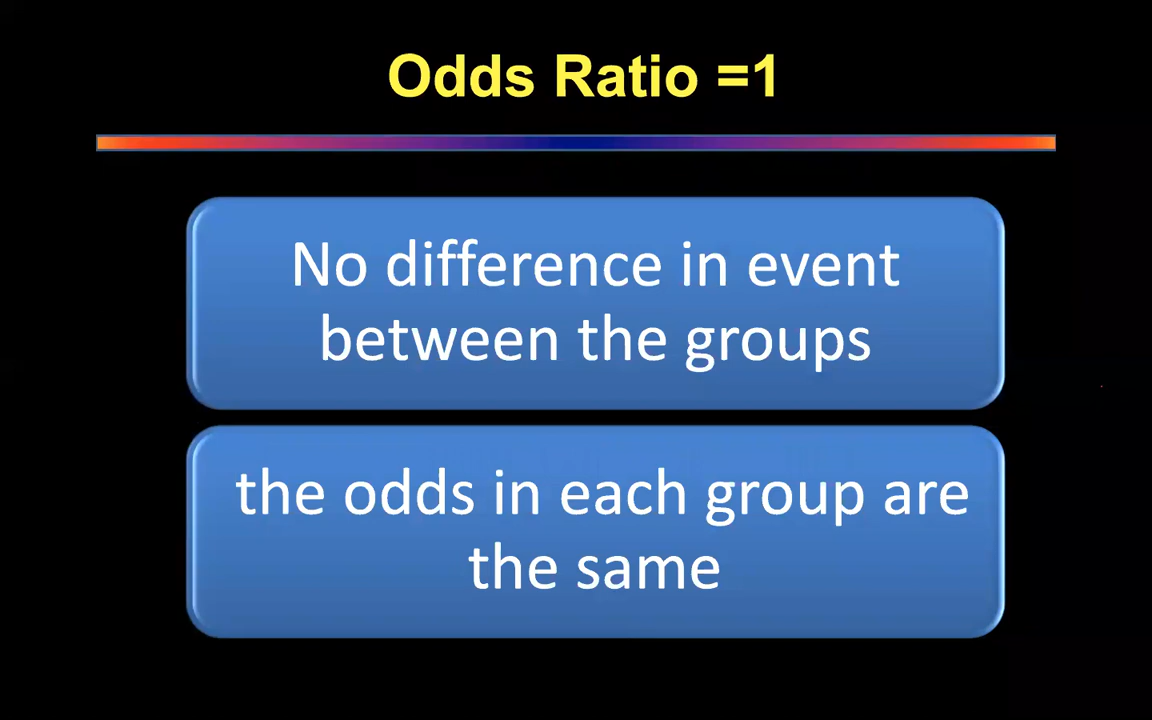 Odds Ratio =1
No difference in event
between the groups
the odds in each group are
the same